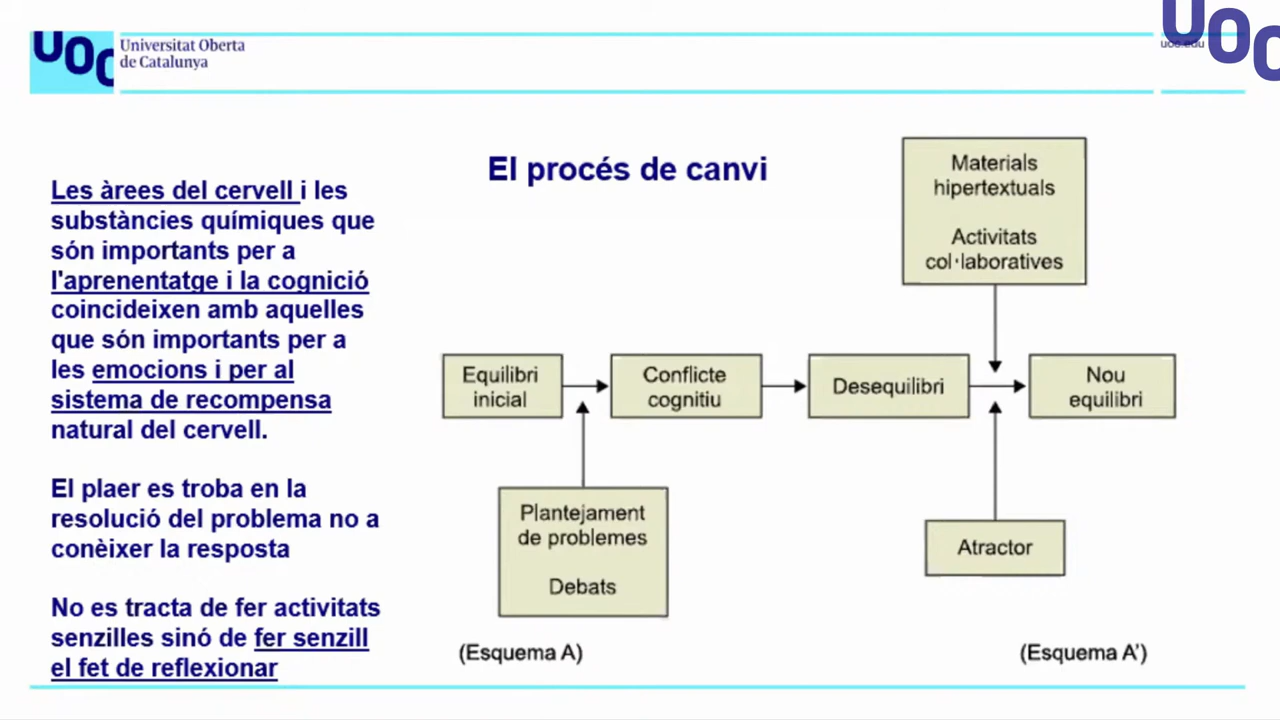 UOC
Universitat Oberta
de Catalunya
uoc.edu
UOC
El procés de canvi
Les àrees del cervell i les
substàncies químiques que
són importants per a
l'aprenentatge i la cognició
coincideixen amb aquelles
que són importants per a
les emocions i per al
sistema de recompensa
natural del cervell.
El plaer es troba en la
resolució del problema no a
conèixer la resposta
No es tracta de fer activitats
senzilles sinó de fer senzill
el fet de reflexionar
Materials
hipertextuals
Activitats
col·laboratives
Equilibri
inicial
Conflicte
cognitiu
Desequilibri
Nou
equilibri
Plantejament
de problemes
Debats
Atractor
(Esquema A)
(Esquema A')